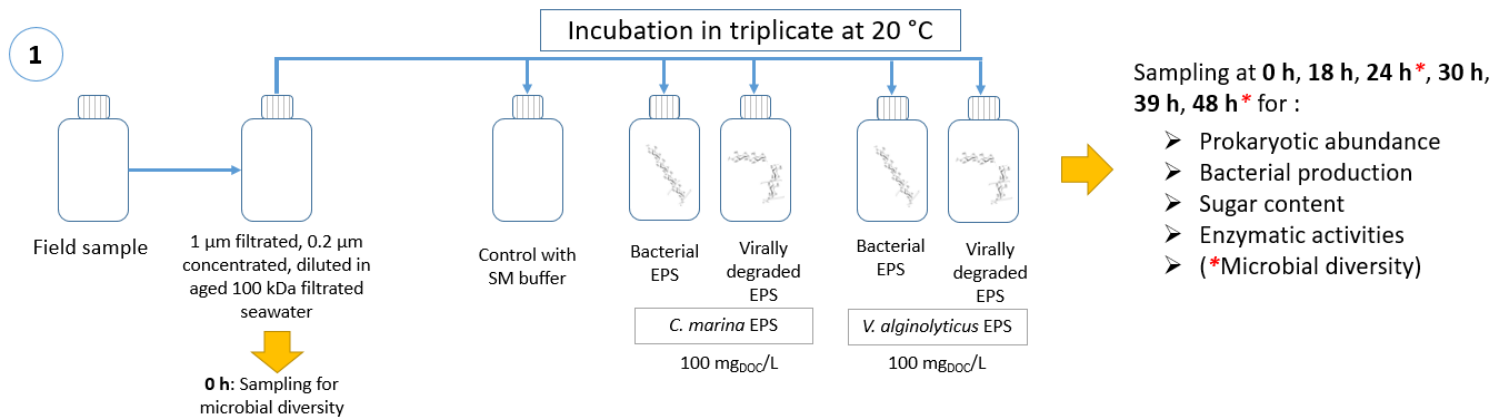 1
Incubation in triplicate at 20 °C
Field sample
1 µm filtrated, 0.2 µm
concentrated, diluted in
aged 100 kDa filtrated
seawater
0 h: Sampling for
microbial diversity
Control with
SM buffer
Bacterial
EPS
Virally
degraded
EPS
C. marina EPS
100 mgDOC/L
Bacterial
EPS
Virally
degraded
EPS
V. alginolyticus EPS
100 mgDOC/L
Sampling at 0 h, 18 h, 24 h*, 30 h,
39 h, 48 h* for :
➢ Prokaryotic abundance
➢ Bacterial production
➢ Sugar content
➢ Enzymatic activities
➢ (*Microbial diversity)